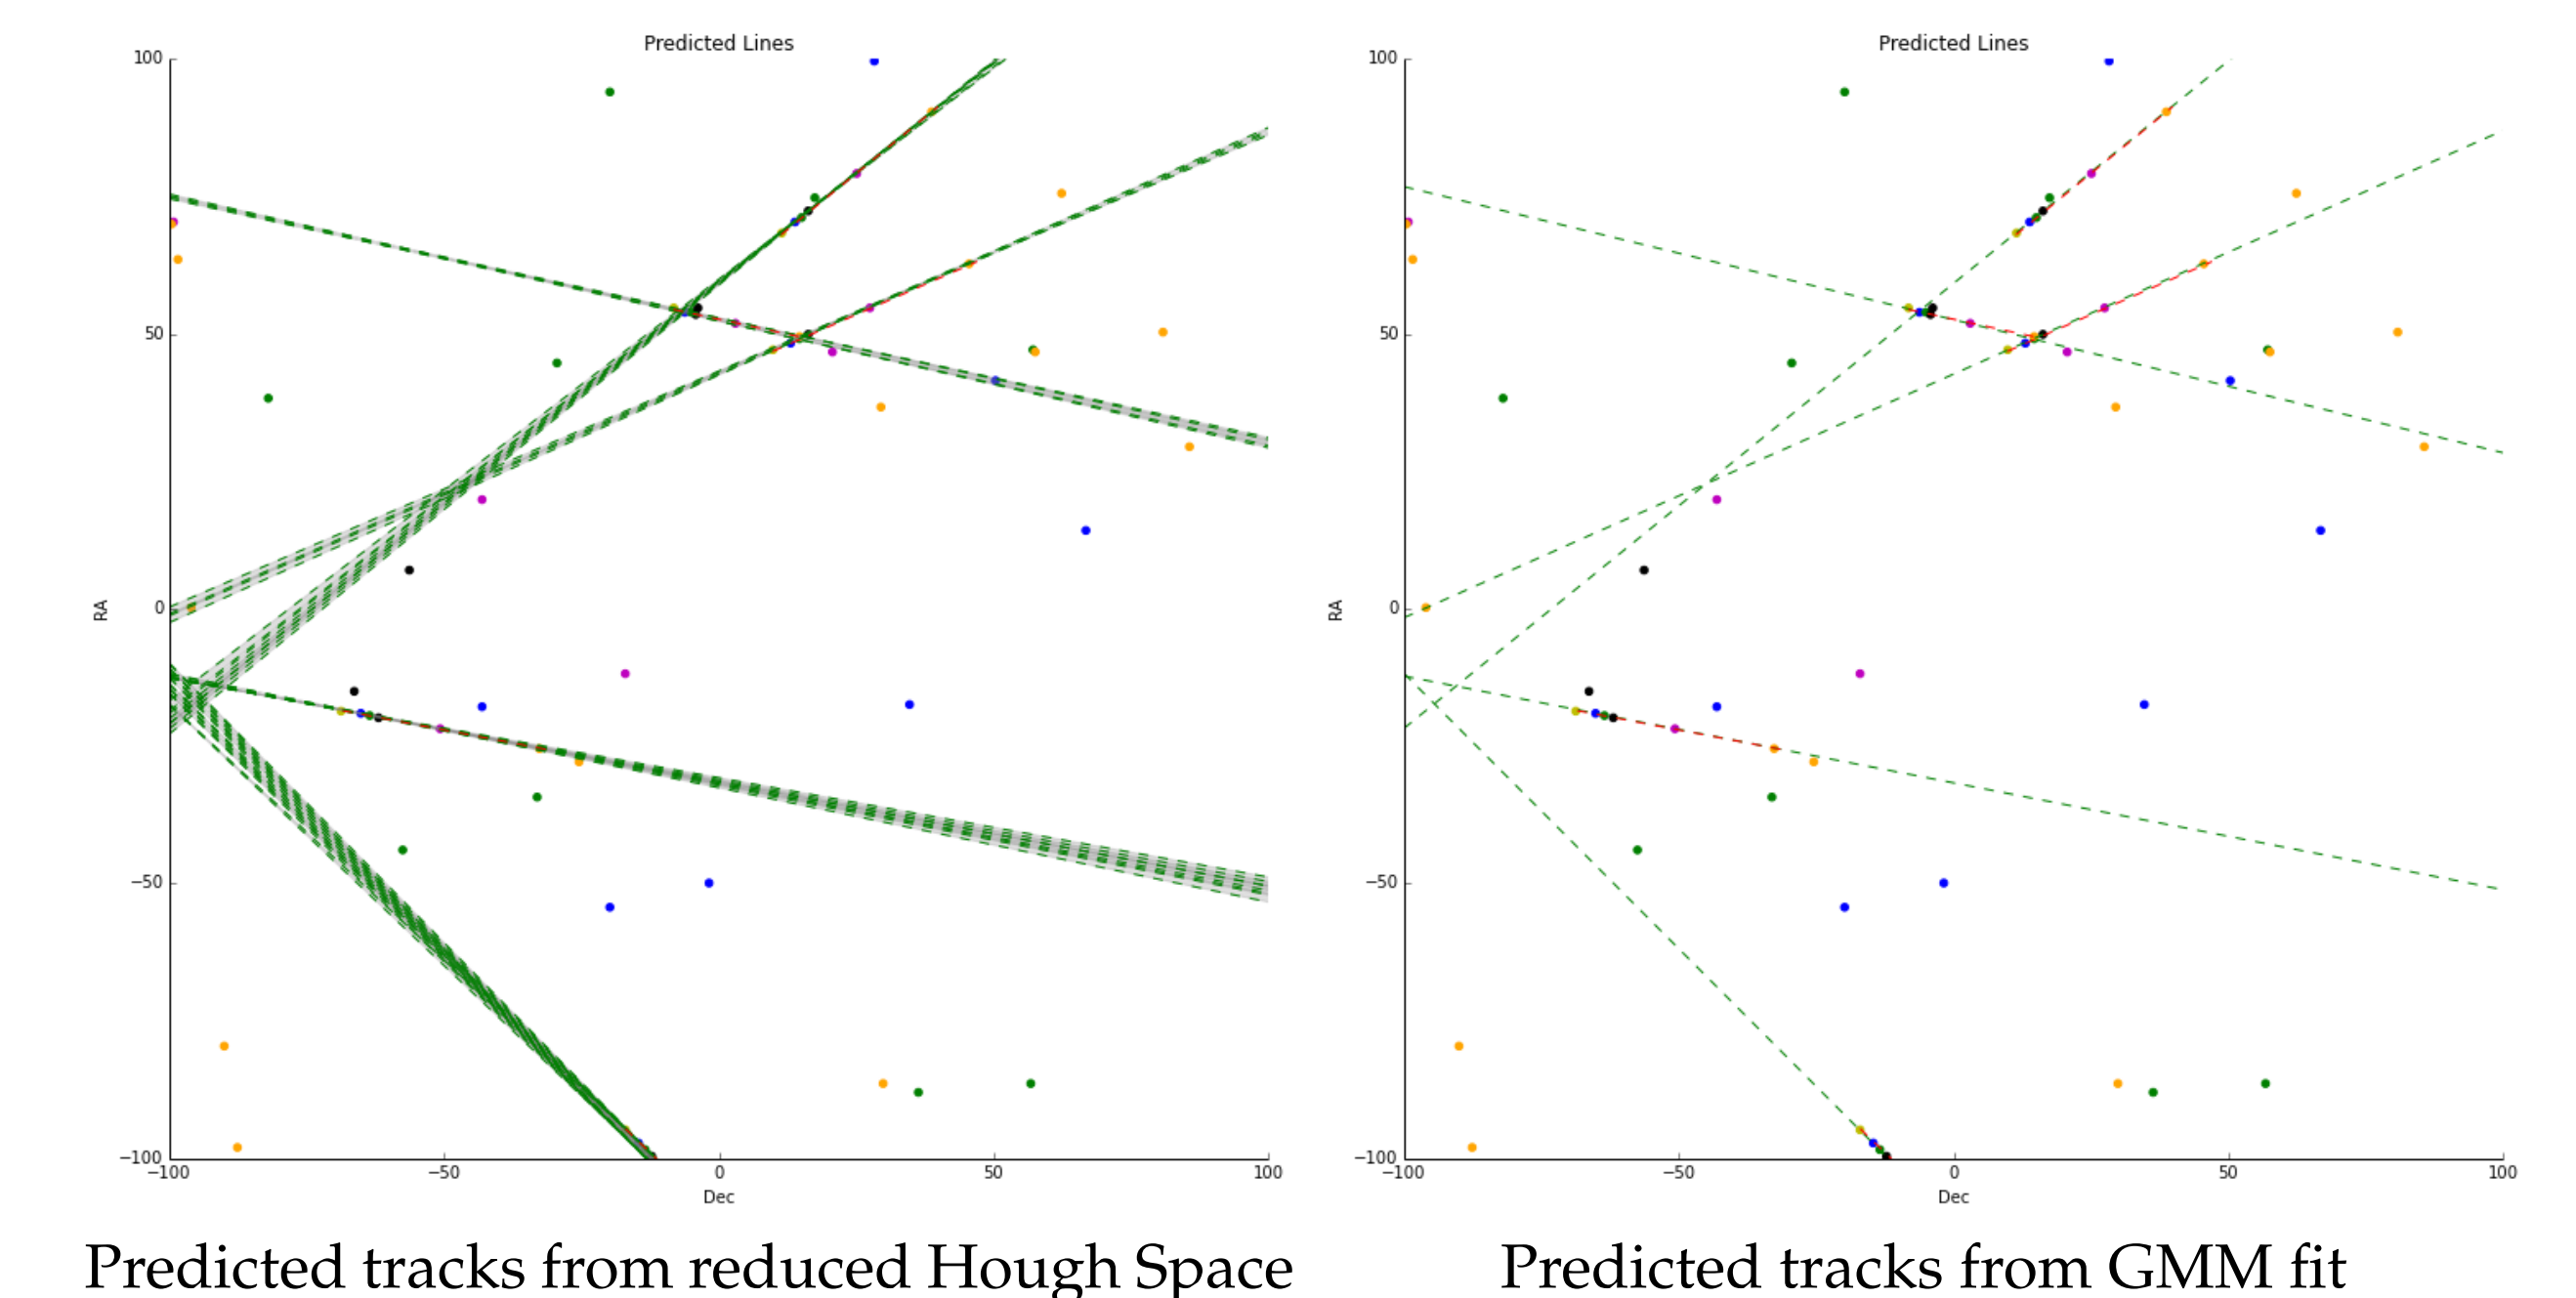 Predicted Lines
100
50
0
−50
−100
RA
−100
−50
0
50
100
Dec
Predicted tracks from reduced Hough Space
Predicted Lines
100
50
0
−50
−100
RA
−100
−50
0
50
100
Dec
Predicted tracks from GMM fit